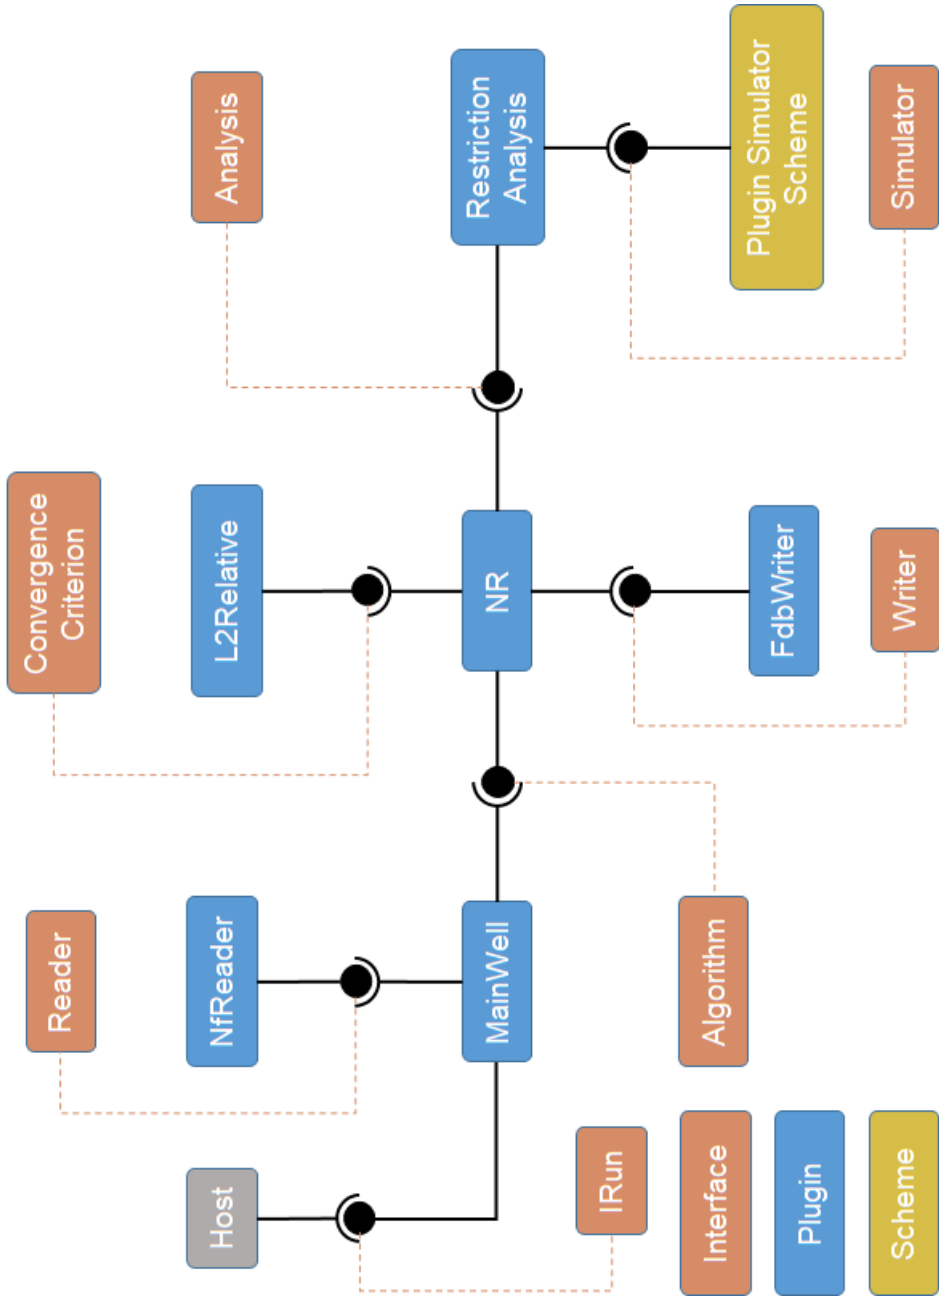 Reader
Convergence
Criterion
Host
NfReader
L2Relative
Analysis
MainWell
NR
Restriction
Analysis
IRun
Interface
Algorithm
Plugin
FdbWriter
Plugin Simulator
Scheme
Scheme
Writer
Simulator